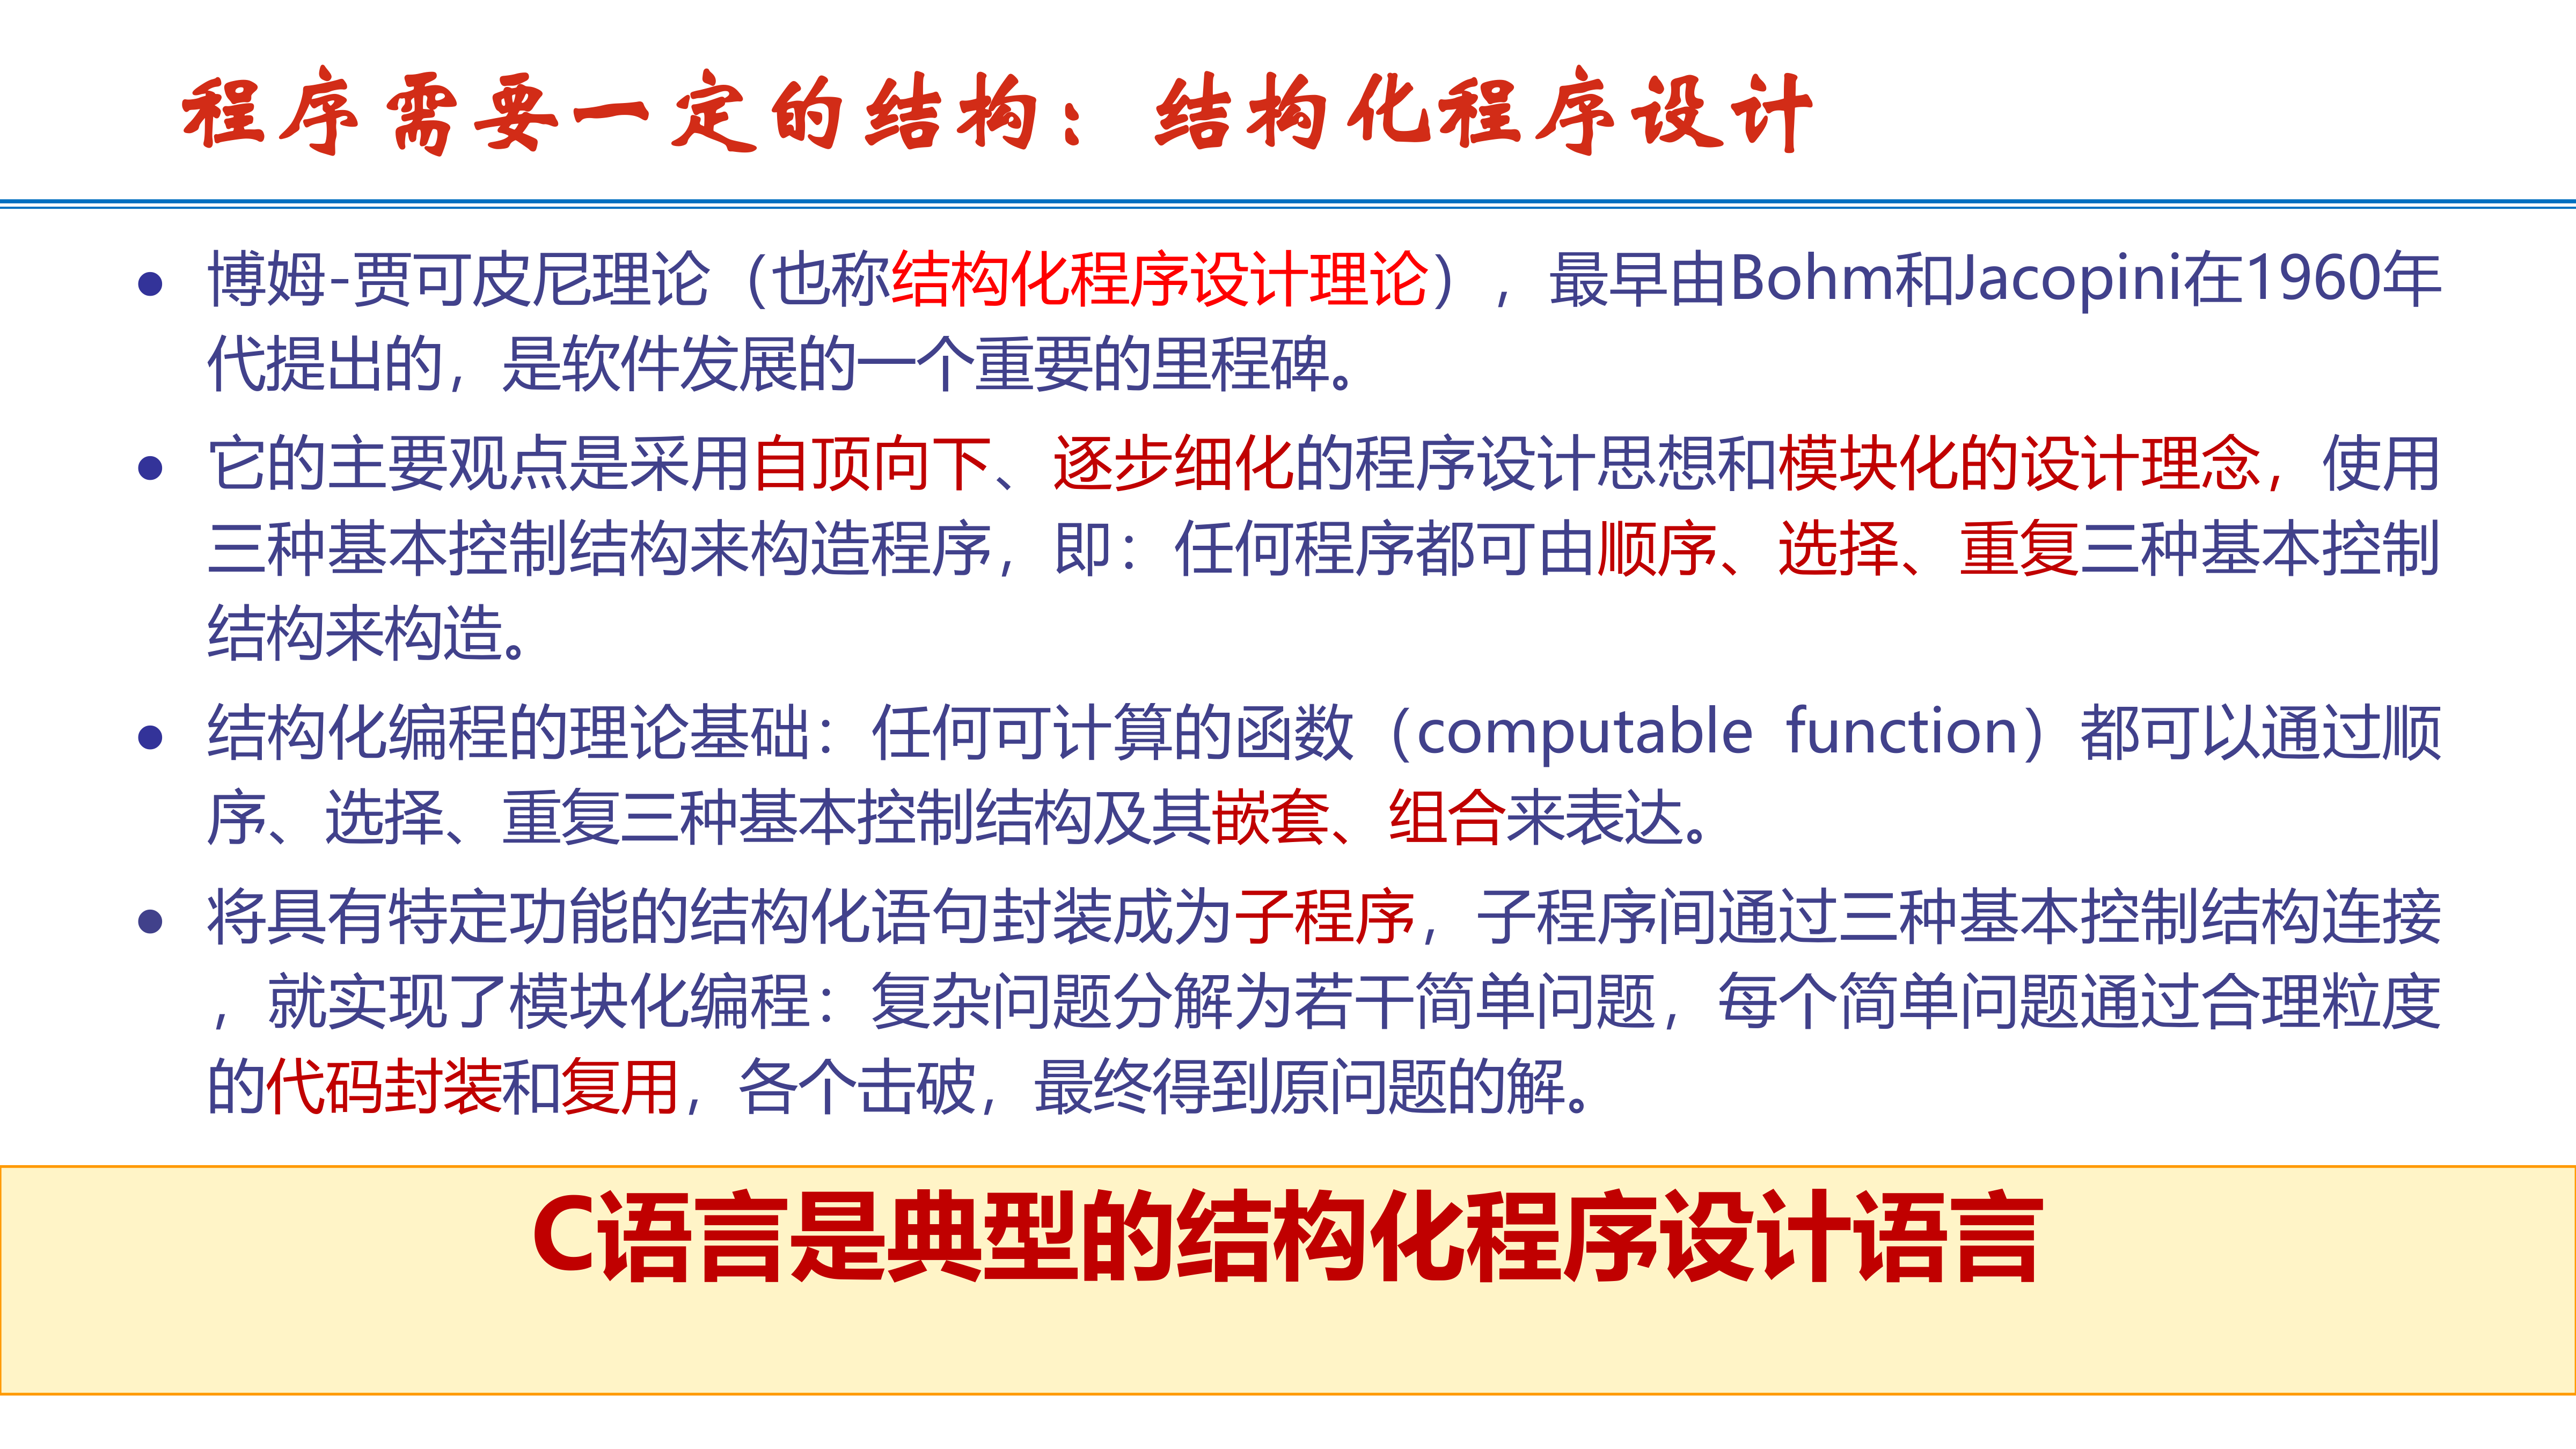 程序需要一定的结构：结构化程序设计
博姆-贾可皮尼理论（也称结构化程序设计理论），最早由Bohm和Jacopini在1960年
代提出的，是软件发展的一个重要的里程碑。
它的主要观点是采用自顶向下、逐步细化的程序设计思想和模块化的设计理念，使用
三种基本控制结构来构造程序，即：任何程序都可由顺序、选择、重复三种基本控制
结构来构造。
结构化编程的理论基础：任何可计算的函数（computable function）都可以通过顺
序、选择、重复三种基本控制结构及其嵌套、组合来表达。
将具有特定功能的结构化语句封装成为子程序，子程序间通过三种基本控制结构连接
，就实现了模块化编程：复杂问题分解为若干简单问题，每个简单问题通过合理粒度
的代码封装和复用，各个击破，最终得到原问题的解。
C语言是典型的结构化程序设计语言